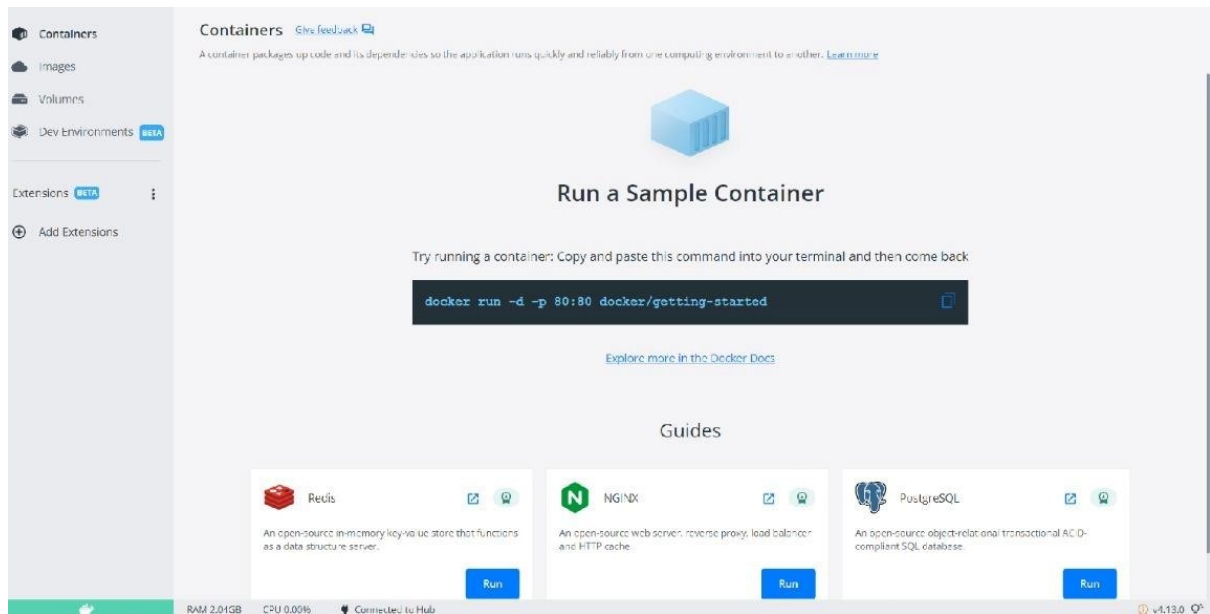 Containers
Images
Volumes
Dev Environments BETA
Extensions BETA
Add Extensions
Containers Give feedback
A container packages up code and its dependencies so the application runs quickly and reliably from one computing environment to another. Learn more
Run a Sample Container
Try running a container: Copy and paste this command into your terminal and then come back
docker run -d -p 80:80 docker/getting-started
Explore more in the Docker Docs
Guides
Redis
An open-source in-memory key-value store that functions
as a data structure server.
Run
NGINX
An open-source web server, reverse proxy, load balancer
and HTTP cache
Run
PostgreSQL
An open-source object-relational transactional ACID-
compliant SQL database
Run
RAM 2.01GB CPU 0.00% Connected to Hub v4.13.0